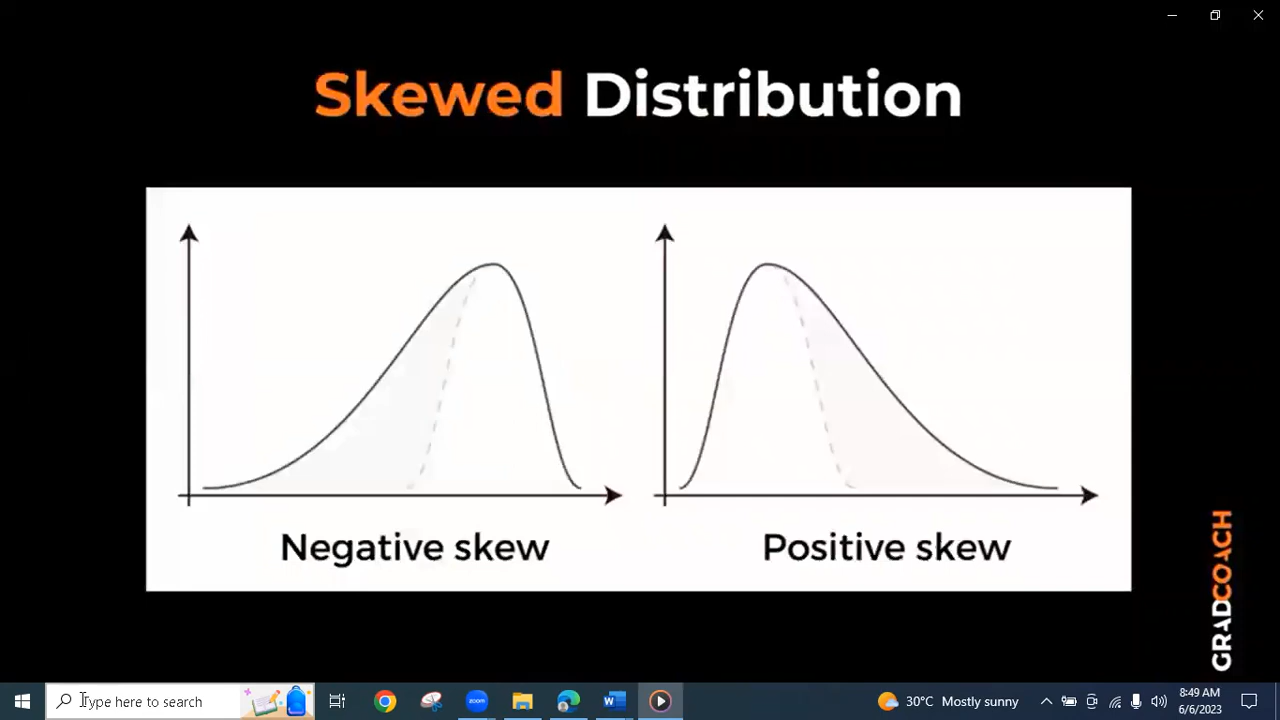 Skewed Distribution
Negative skew
Positive skew
GRADCOACH
Type here to search
zoom
W
30°C Mostly sunny
8:49 AM
6/6/2023